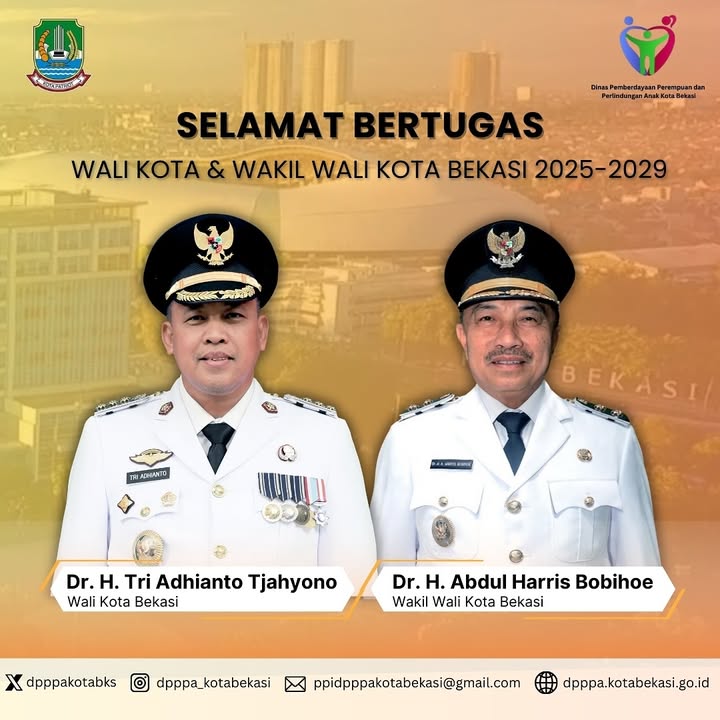 KOTA PATRIOT
Dinas Pemberdayaan Perempuan dan
Perlindungan Anak Kota Bekasi
SELAMAT BERTUGAS
WALI KOTA & WAKIL WALI KOTA BEKASI 2025-2029
BEKASI
TRI ADHIANTO
Dr. H. Tri Adhianto Tjahyono
Wali Kota Bekasi
Dr. H. Abdul Harris Bobihoe
Wakil Wali Kota Bekasi
dpppakotabks
dpppa_kotabekasi
ppidpppakotabekasi@gmail.com
dpppa.kotabekasi.go.id